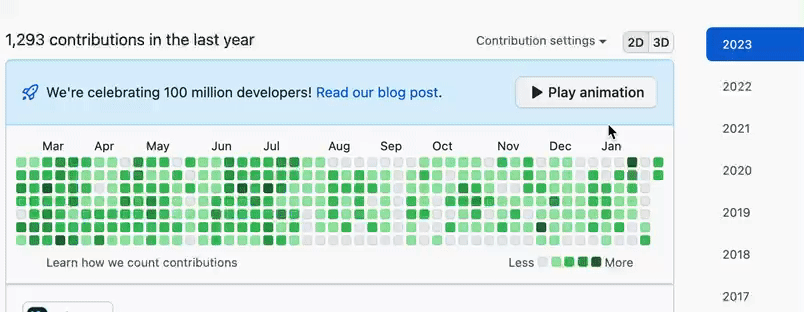 1,293 contributions in the last year
Contribution settings
2D 3D
We're celebrating 100 million developers! Read our blog post.
Play animation
Mar Apr May Jun Jul Aug Sep Oct Nov Dec Jan
Learn how we count contributions
Less More
2023
2022
2021
2020
2019
2018
2017